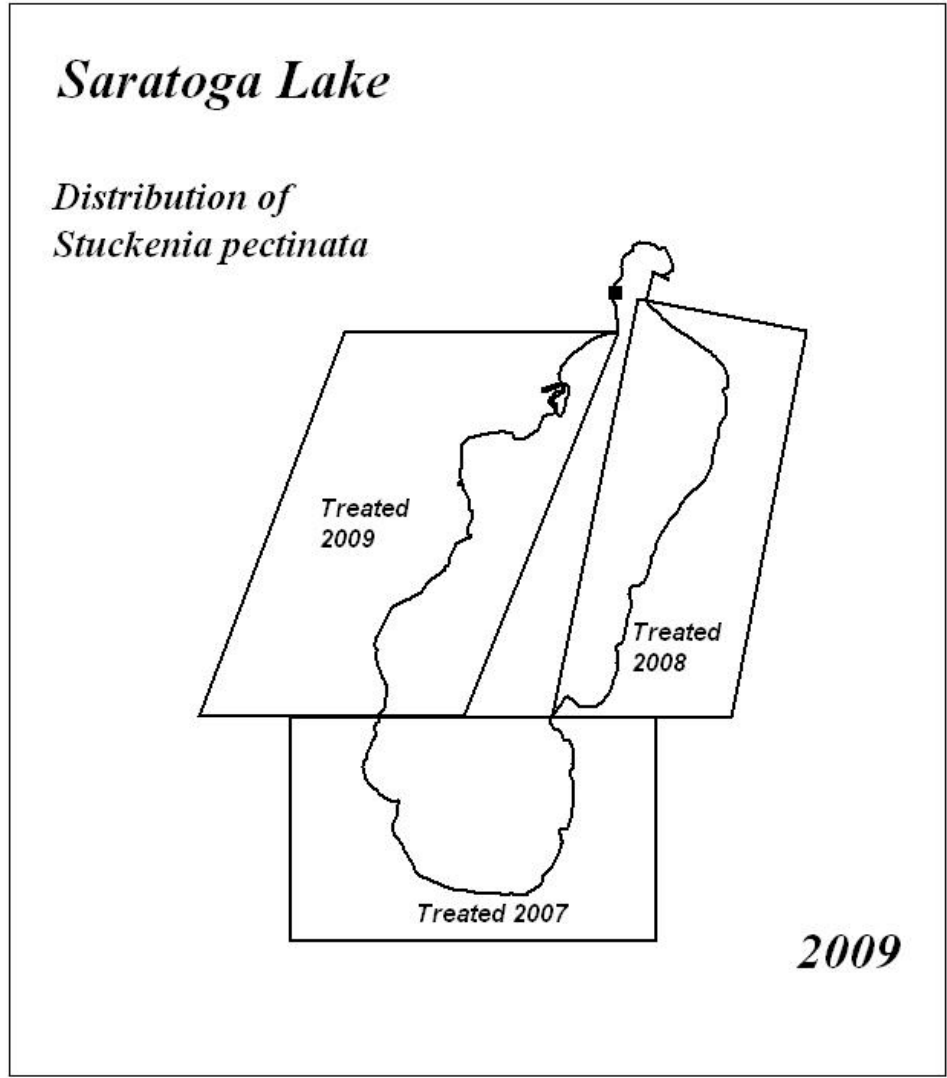 Saratoga Lake
Distribution of
Stuckenia pectinata
Treated
2009
Treated
2008
Treated 2007
2009